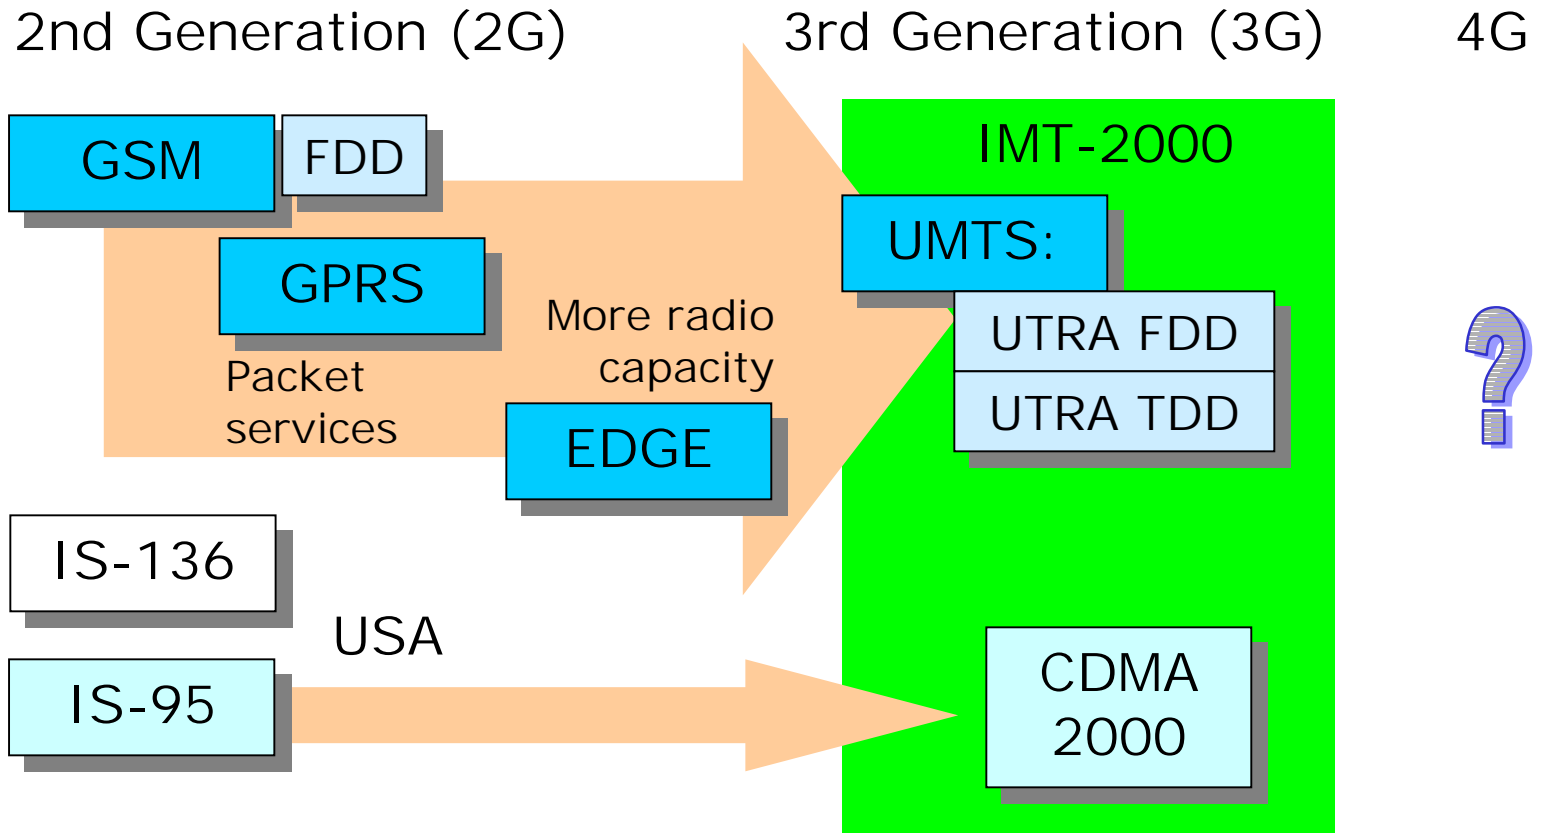 2nd Generation (2G)
3rd Generation (3G)
4G
GSM
FDD
IMT-2000
UMTS:
GPRS
More radio
capacity
UTRA FDD
Packet
services
UTRA TDD
EDGE
?
IS-136
USA
IS-95
CDMA
2000